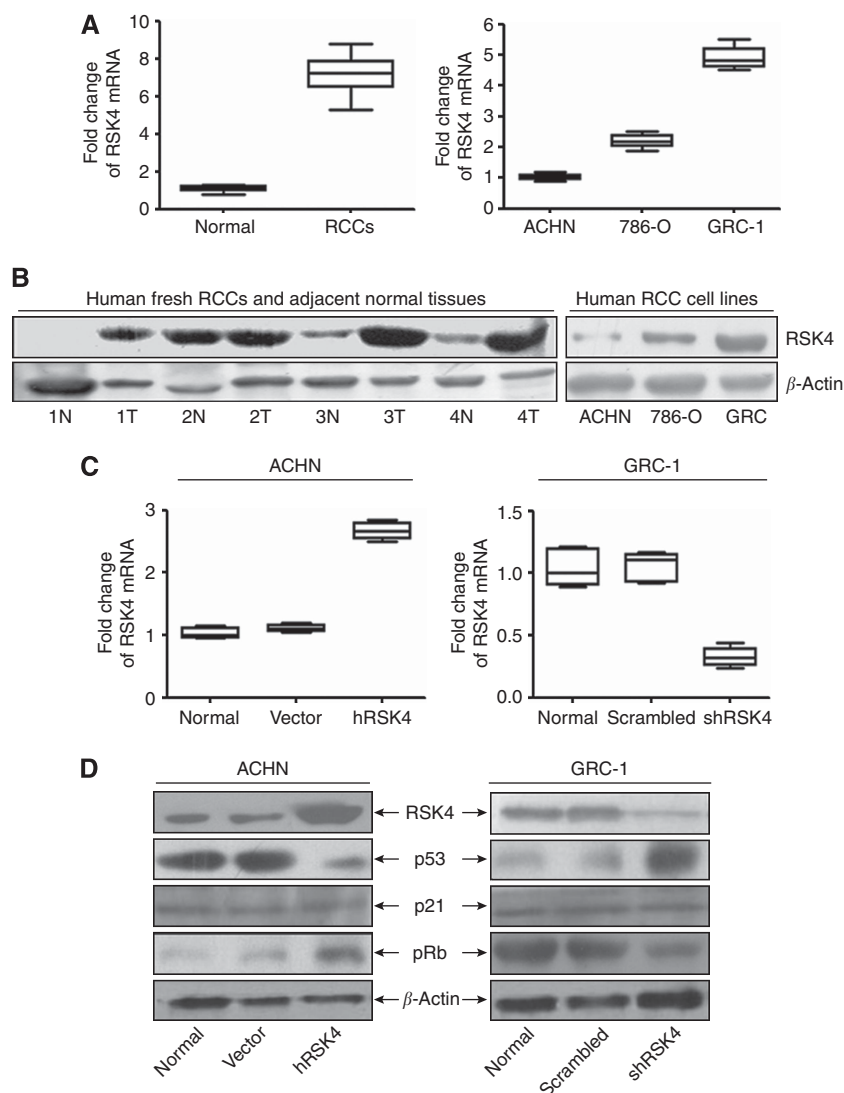 A
Fold change
of RSK4 mRNA
10
8
6
4
2
0
Normal RCCs
Fold change
of RSK4 mRNA
6
5
4
3
2
1
0
ACHN 786-O GRC-1
B
Human fresh RCCs and adjacent normal tissues Human RCC cell lines
RSK4
β-Actin
1N 1T 2N 2T 3N 3T 4N 4T ACHN 786-O GRC
C
ACHN
Fold change
of RSK4 mRNA
3
2
1
0
Normal Vector hRSK4
GRC-1
Fold change
of RSK4 mRNA
1.5
1.0
0.5
0.0
Normal Scrambled shRSK4
D
ACHN GRC-1
RSK4
p53
p21
pRb
β-Actin
Normal Vector hRSK4 Normal Scrambled shRSK4